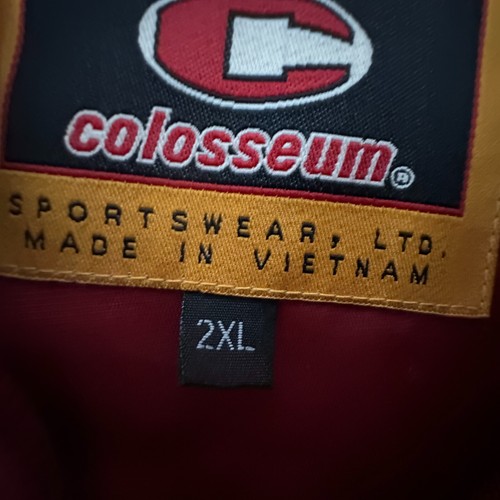 C
colosseum®
SPORTSWEAR, LTD.
MADE IN VIETNAM
2XL